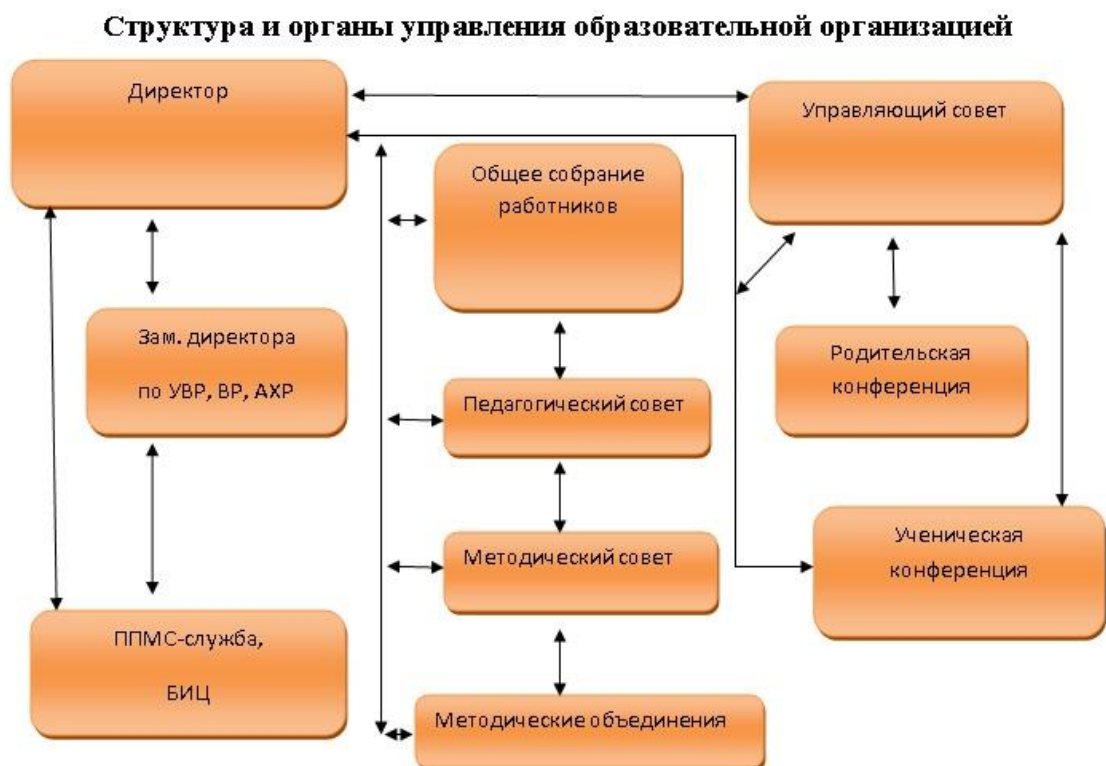 Структура и органы управления образовательной организацией
Директор
Управляющий совет
Общее собрание
работников
Зам. директора
по УВР, ВР, АХР
Родительская
конференция
Педагогический совет
Методический совет
Ученическая
конференция
ППМС-служба,
БИЦ
Методические объединения